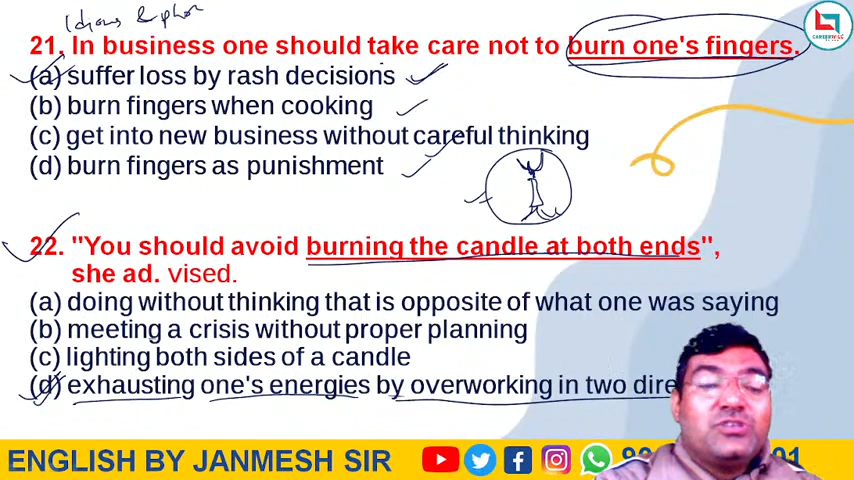 Idioms & phr
21. In business one should take care not to burn one's fingers.
(a) suffer loss by rash decisions
(b) burn fingers when cooking
(c) get into new business without careful thinking
(d) burn fingers as punishment
22. "You should avoid burning the candle at both ends",
she ad. vised.
(a) doing without thinking that is opposite of what one was saying
(b) meeting a crisis without proper planning
(c) lighting both sides of a candle
(d) exhausting one's energies by overworking in two dire
ENGLISH BY JANMESH SIR